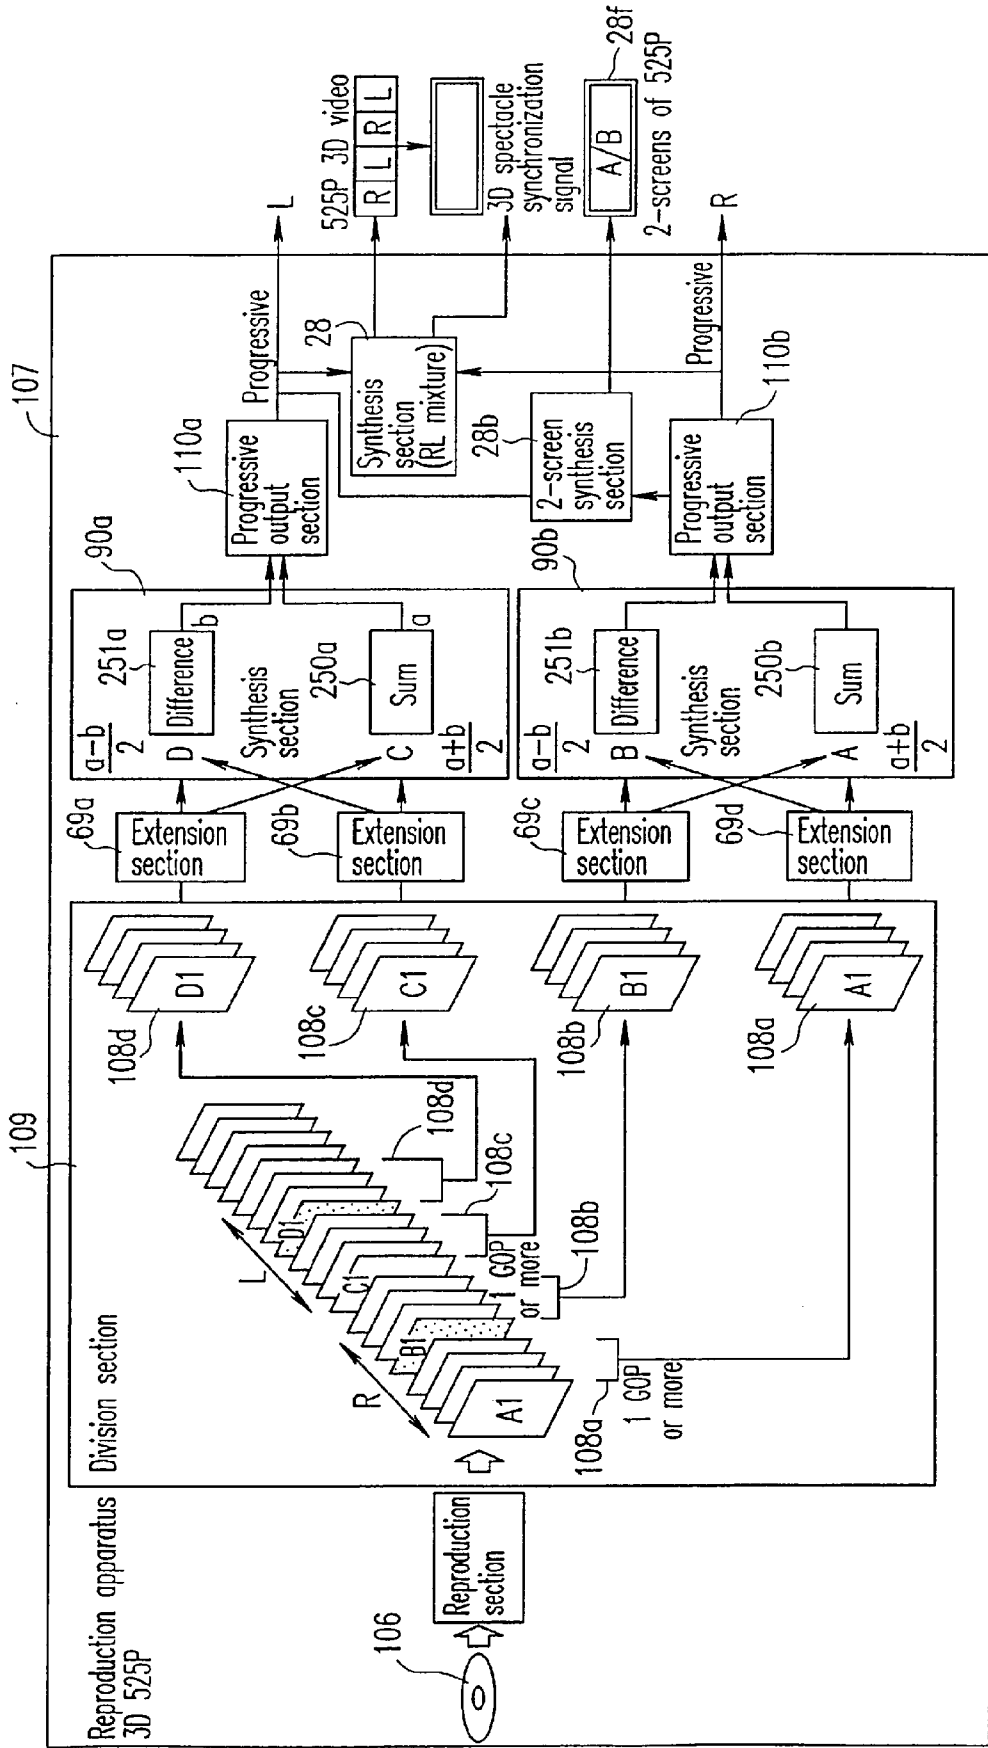 107
Reproduction apparatus
3D 525P
109
Division section
106
Reproduction
section
A1
R
B1
L
C1
D1
108a
1 GOP
or more
108b
1 GOP
or more
108c
108d
108d
D1
108c
C1
108b
B1
108a
A1
69a
Extension
section
69b
Extension
section
69c
Extension
section
69d
Extension
section
90a
a-b
2
D
251a
Difference
b
Synthesis
section
C
250a
Sum
a
a+b
2
90b
a-b
2
B
251b
Difference
Synthesis
section
A
250b
Sum
a+b
2
110a
Progressive
output
section
Progressive
L
28
Synthesis
section
(RL mixture)
28b
2-screen
synthesis
section
110b
Progressive
output
section
Progressive
R
525P 3D video
R L R L
3D spectacle
synchronization
signal
A/B
28f
2-screens of 525P